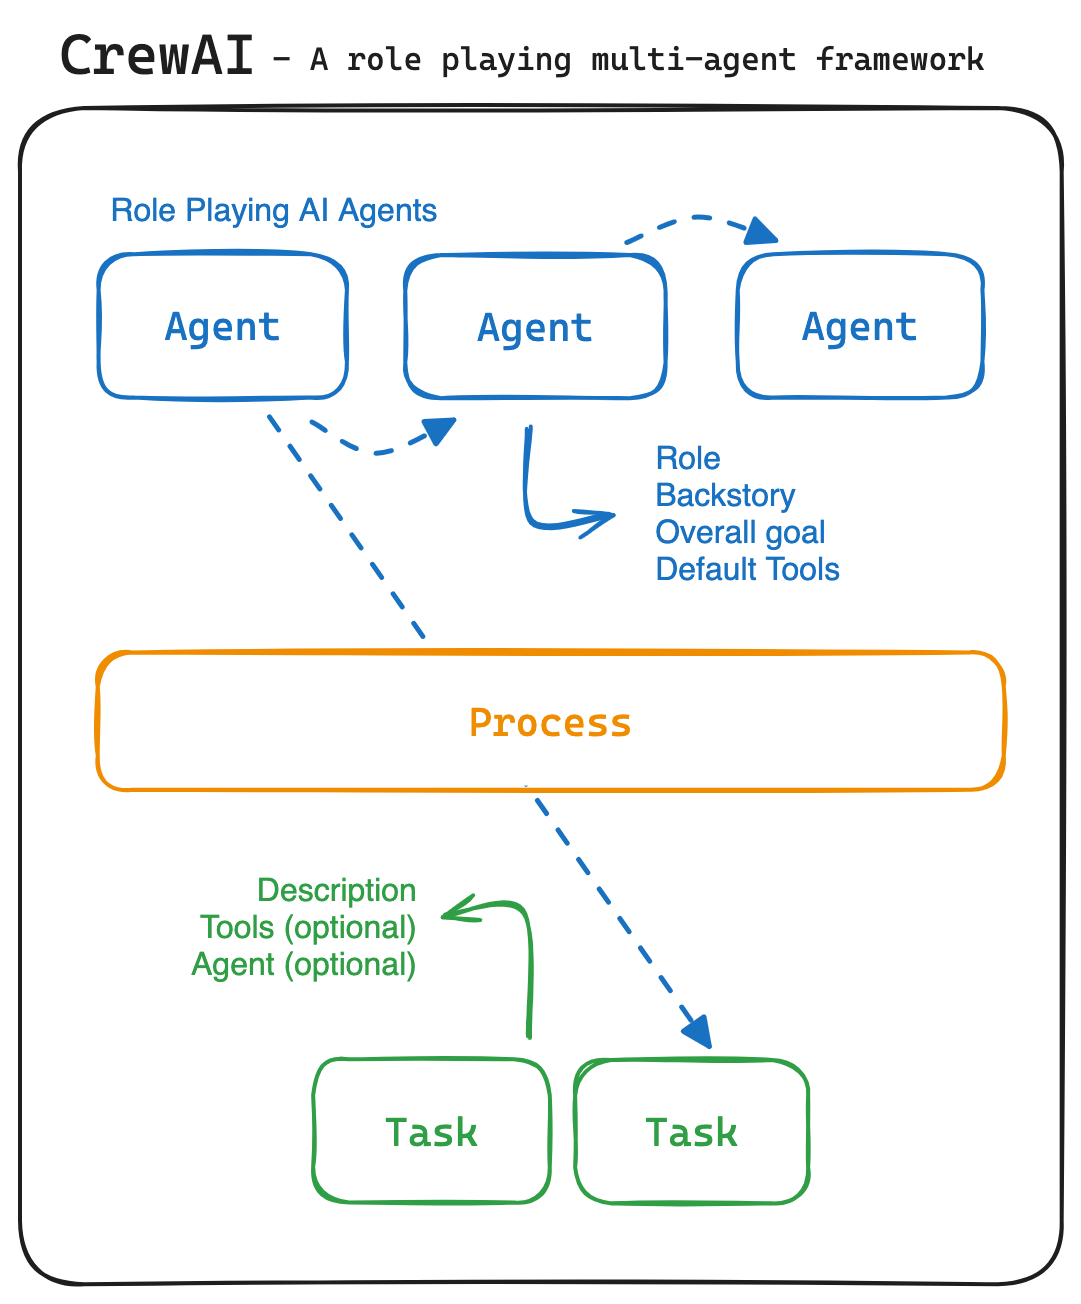 CrewAI - A role playing multi-agent framework
Role Playing AI Agents
Agent
Agent
Agent
Role
Backstory
Overall goal
Default Tools
Process
Description
Tools (optional)
Agent (optional)
Task
Task